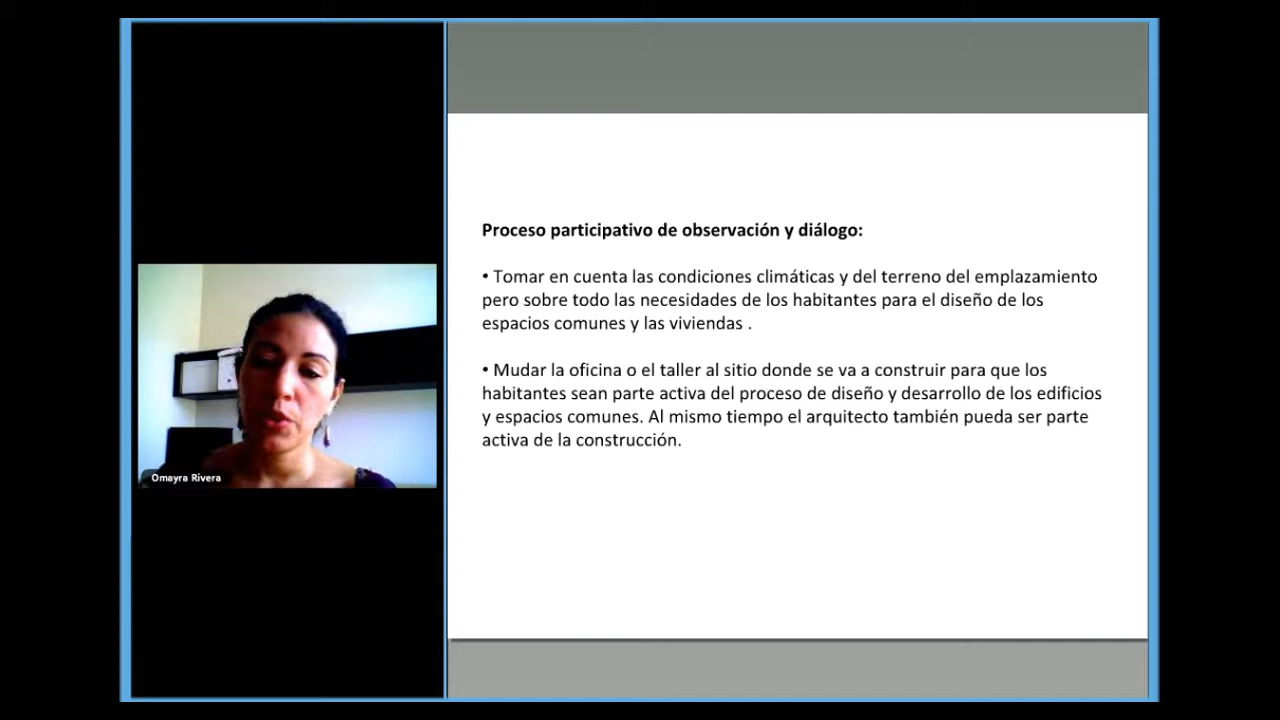 Proceso participativo de observación y diálogo:
• Tomar en cuenta las condiciones climáticas y del terreno del emplazamiento
pero sobre todo las necesidades de los habitantes para el diseño de los
espacios comunes y las viviendas .
• Mudar la oficina o el taller al sitio donde se va a construir para que los
habitantes sean parte activa del proceso de diseño y desarrollo de los edificios
y espacios comunes. Al mismo tiempo el arquitecto también pueda ser parte
activa de la construcción.
Omayra Rivera